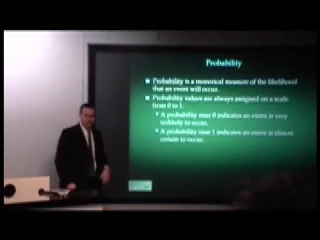 Probability
Probability is a numerical measure of the likelihood
that an event will occur.
Probability values are always assigned on a scale
from 0 to 1.
A probability near 0 indicates an event is very
unlikely to occur.
A probability near 1 indicates an event is almost
certain to occur.